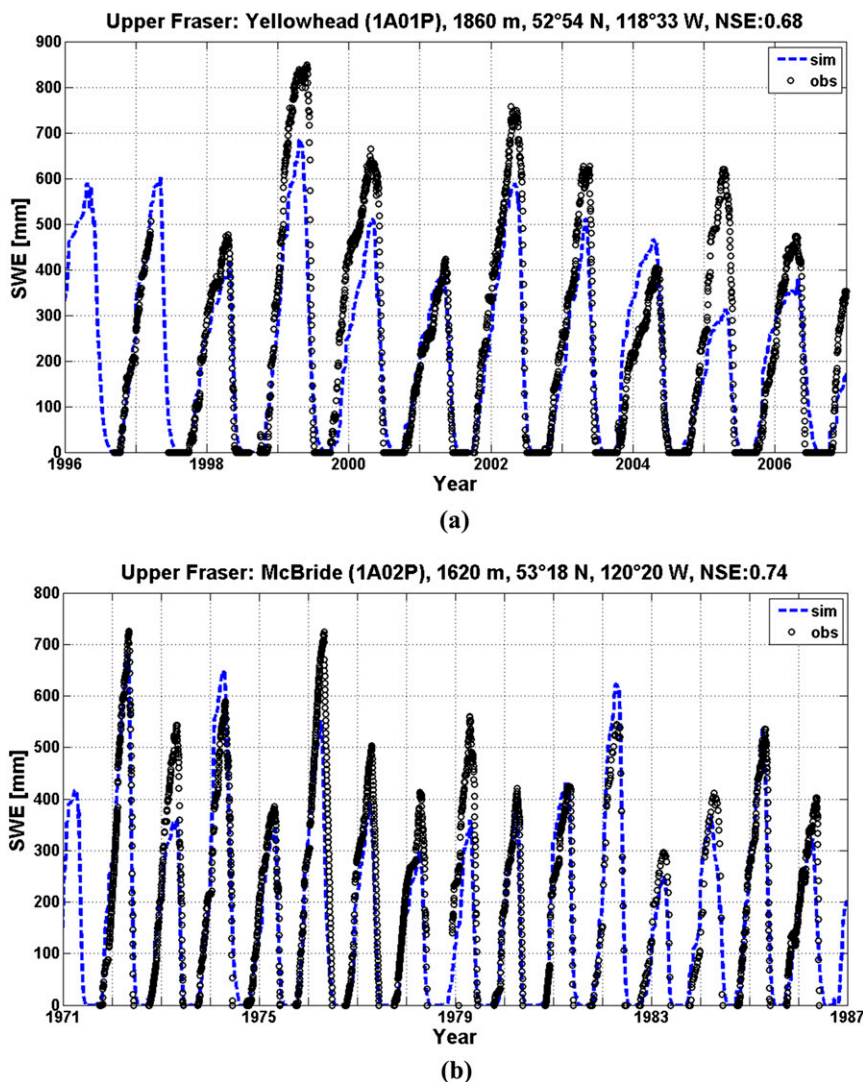 Upper Fraser: Yellowhead (1A01P), 1860 m, 52°54 N, 118°33 W, NSE:0.68
900
800
700
600
500
400
300
200
100
0
SWE [mm]
sim
obs
1996 1998 2000 2002 2004 2006
Year
(a)
Upper Fraser: McBride (1A02P), 1620 m, 53°18 N, 120°20 W, NSE:0.74
800
700
600
500
400
300
200
100
0
SWE [mm]
sim
obs
1971 1975 1979 1983 1987
Year
(b)